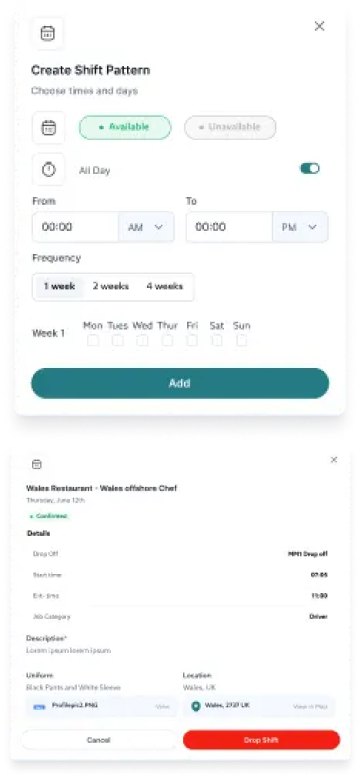 Create Shift Pattern
Choose times and days
Available Unavailable
All Day
From To
00:00 AM 00:00 PM
Frequency
1 week 2 weeks 4 weeks
Mon Tues Wed Thur Fri Sat Sun
Week 1
Add
Wales Restaurant - Wales offshore Chef
Thursday, June 12th
Confirmed
Details
Drop Off MM1 Drop off
Start time 07:05
End time 11:00
Job Category Driver
Description*
Lorem ipsum lorem ipsum
Uniform Location
Black Pants and White Sleeve Wales, UK
Profilepic2.PNG View Wales, 2737 UK View in Map
Cancel Drop Shift